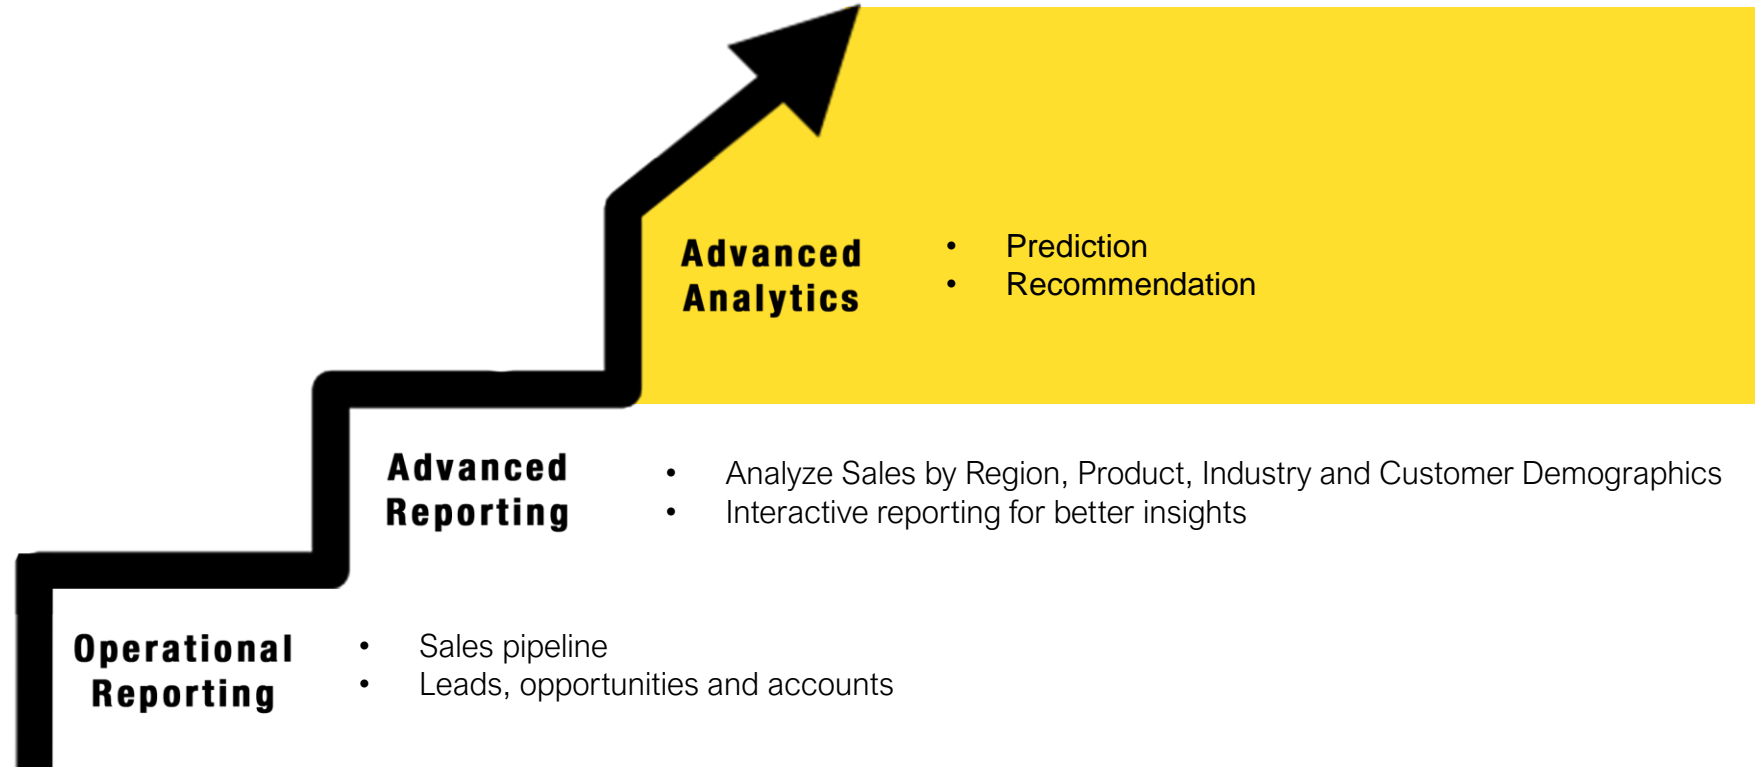 Advanced
Analytics
• Prediction
• Recommendation
Advanced
Reporting
• Analyze Sales by Region, Product, Industry and Customer Demographics
• Interactive reporting for better insights
Operational
Reporting
• Sales pipeline
• Leads, opportunities and accounts